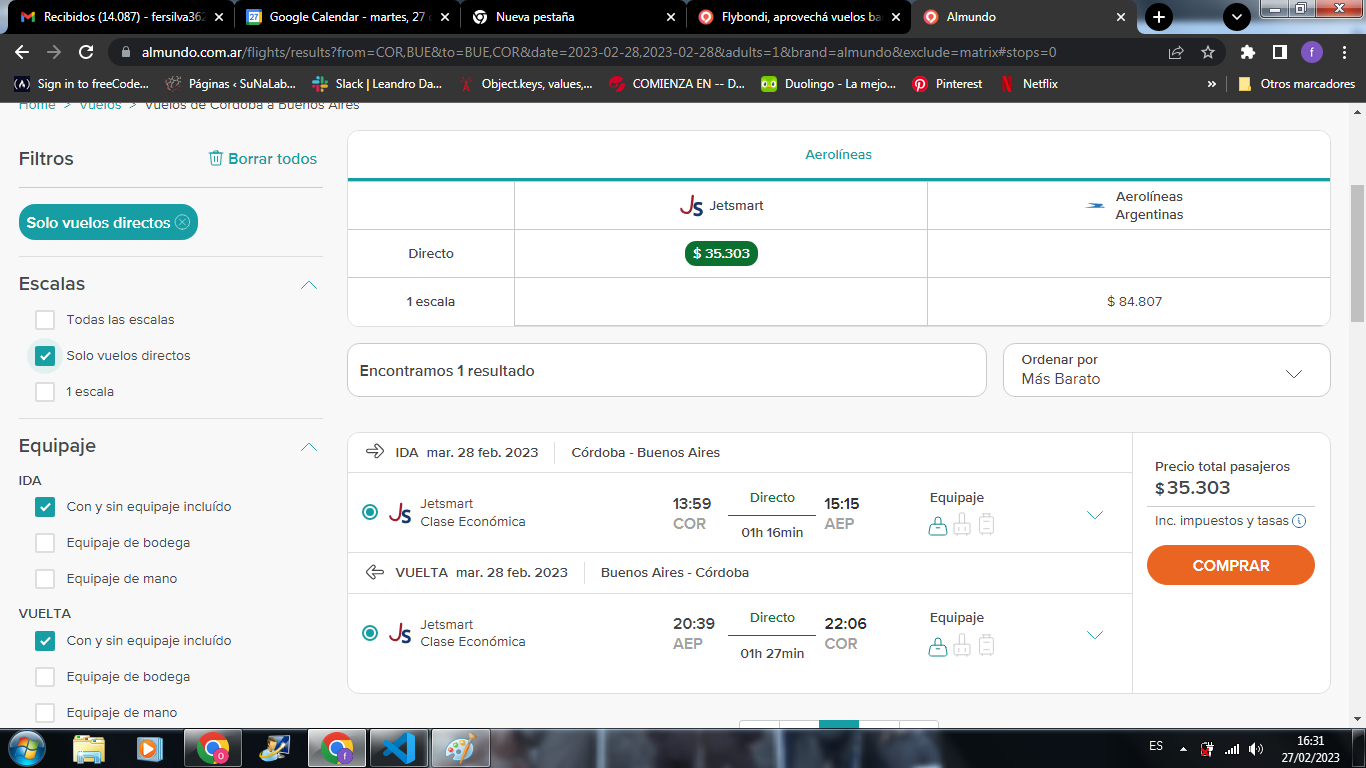 Recibidos (14.087) - fersilva362
Google Calendar - martes, 27 d
Nueva pestaña
Flybondi, aprovechá vuelos ba
Almundo
almundo.com.ar/flights/results?from=COR,BUE&to=BUE,COR&date=2023-02-28,2023-02-28&adults=1&brand=almundo&exclude=matrix#stops=0
f
Sign in to freeCode...
Páginas ‹ SuNaLab...
Slack | Leandro Da...
Object.keys, values,...
COMIENZA EN -- D...
Duolingo - La mejo...
Pinterest
Netflix
»
Otros marcadores
Home > Vuelos > Vuelos de Córdoba a Buenos Aires
Filtros
Borrar todos
Solo vuelos directos
Escalas
Todas las escalas
Solo vuelos directos
1 escala
Equipaje
IDA
Con y sin equipaje incluído
Equipaje de bodega
Equipaje de mano
VUELTA
Con y sin equipaje incluído
Equipaje de bodega
Equipaje de mano
Aerolíneas
JS Jetsmart
Aerolíneas
Argentinas
Directo
$ 35.303
1 escala
$ 84.807
Encontramos 1 resultado
Ordenar por
Más Barato
IDA mar. 28 feb. 2023
Córdoba - Buenos Aires
JS
Jetsmart
Clase Económica
13:59
COR
Directo
01h 16min
15:15
AEP
Equipaje
VUELTA mar. 28 feb. 2023
Buenos Aires - Córdoba
JS
Jetsmart
Clase Económica
20:39
AEP
Directo
01h 27min
22:06
COR
Equipaje
Precio total pasajeros
$35.303
Inc. impuestos y tasas
COMPRAR
ES
16:31
27/02/2023